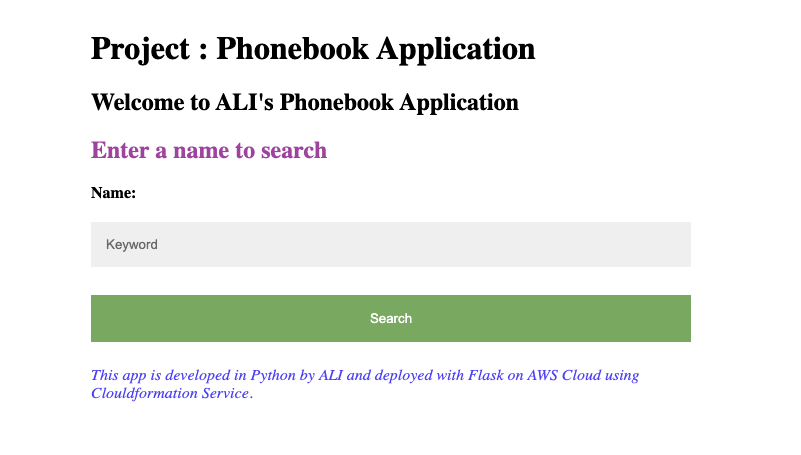 Project : Phonebook Application
Welcome to ALI's Phonebook Application
Enter a name to search
Name:
Keyword
Search
This app is developed in Python by ALI and deployed with Flask on AWS Cloud using
Clouldformation Service.